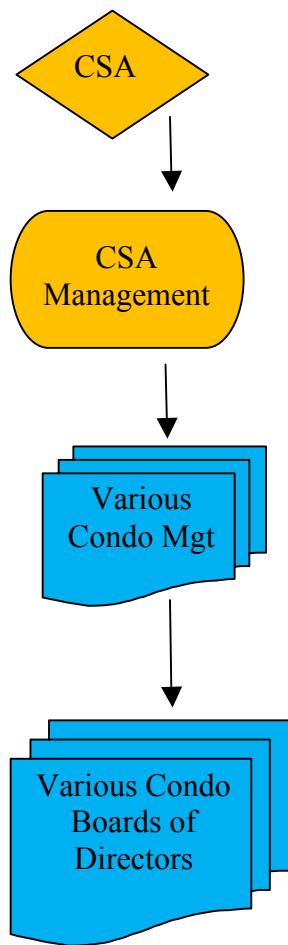 CSA
CSA
Management
Various
Condo Mgt
Various Condo
Boards of
Directors